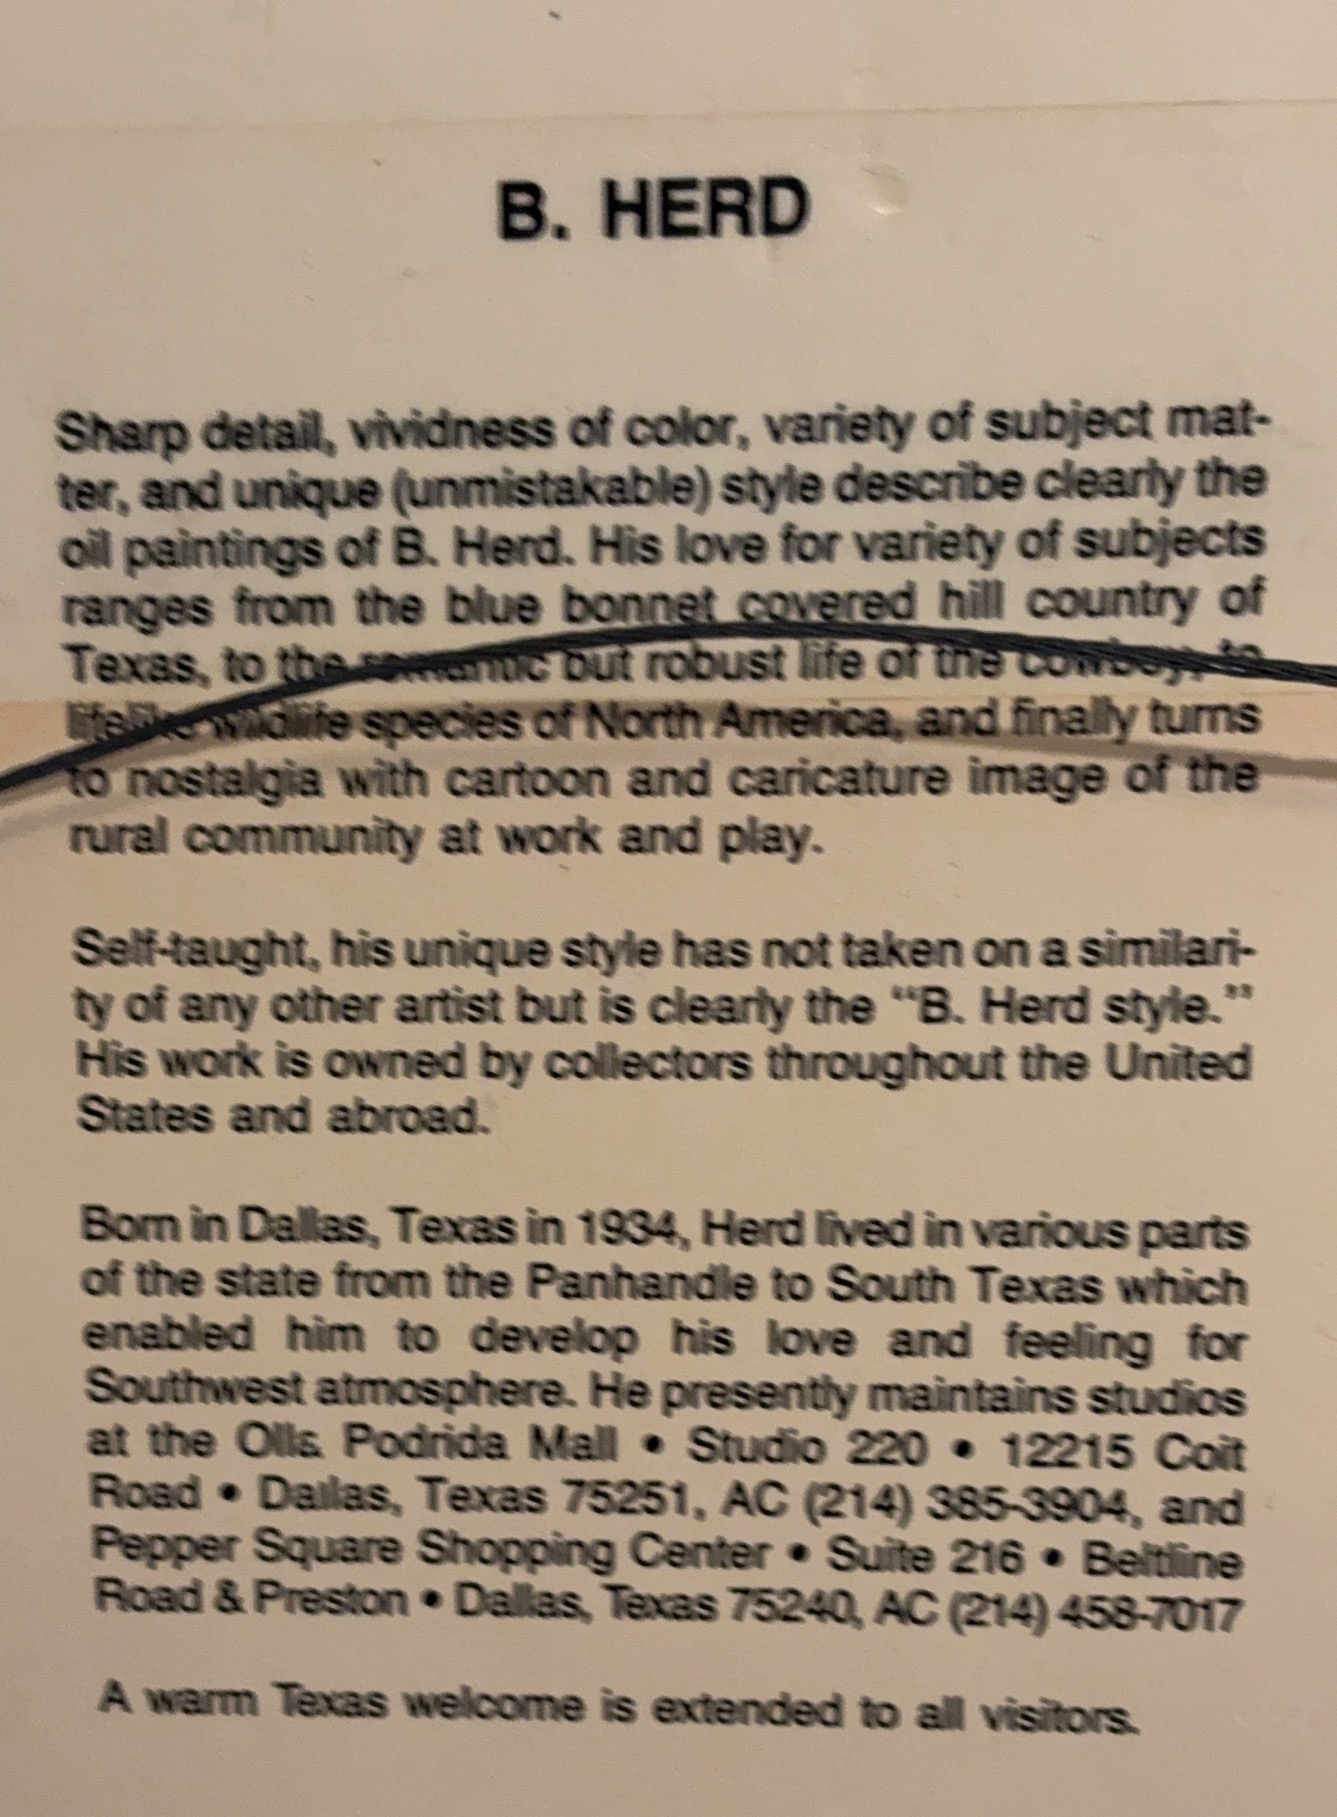 B. HERD
Sharp detail, vividness of color, variety of subject mat-
ter, and unique (unmistakable) style describe clearly the
oil paintings of B. Herd. His love for variety of subjects
ranges from the blue bonnet covered hill country of
Texas, to the romantic but robust life of the cowboy, to
lifelike wildlife species of North America, and finally turns
to nostalgia with cartoon and caricature image of the
rural community at work and play.
Self-taught, his unique style has not taken on a similari-
ty of any other artist but is clearly the “B. Herd style.”
His work is owned by collectors throughout the United
States and abroad.
Born in Dallas, Texas in 1934, Herd lived in various parts
of the state from the Panhandle to South Texas which
enabled him to develop his love and feeling for
Southwest atmosphere. He presently maintains studios
at the Olla Podrida Mall • Studio 220 • 12215 Coit
Road • Dallas, Texas 75251, AC (214) 385-3904, and
Pepper Square Shopping Center • Suite 216 • Beltline
Road & Preston • Dallas, Texas 75240, AC (214) 458-7017
A warm Texas welcome is extended to all visitors.